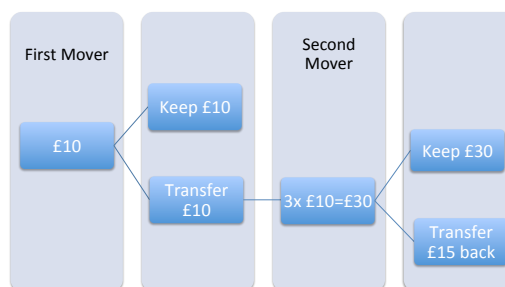 First Mover
£10
Keep £10
Transfer
£10
Second
Mover
3x £10=£30
Keep £30
Transfer
£15 back